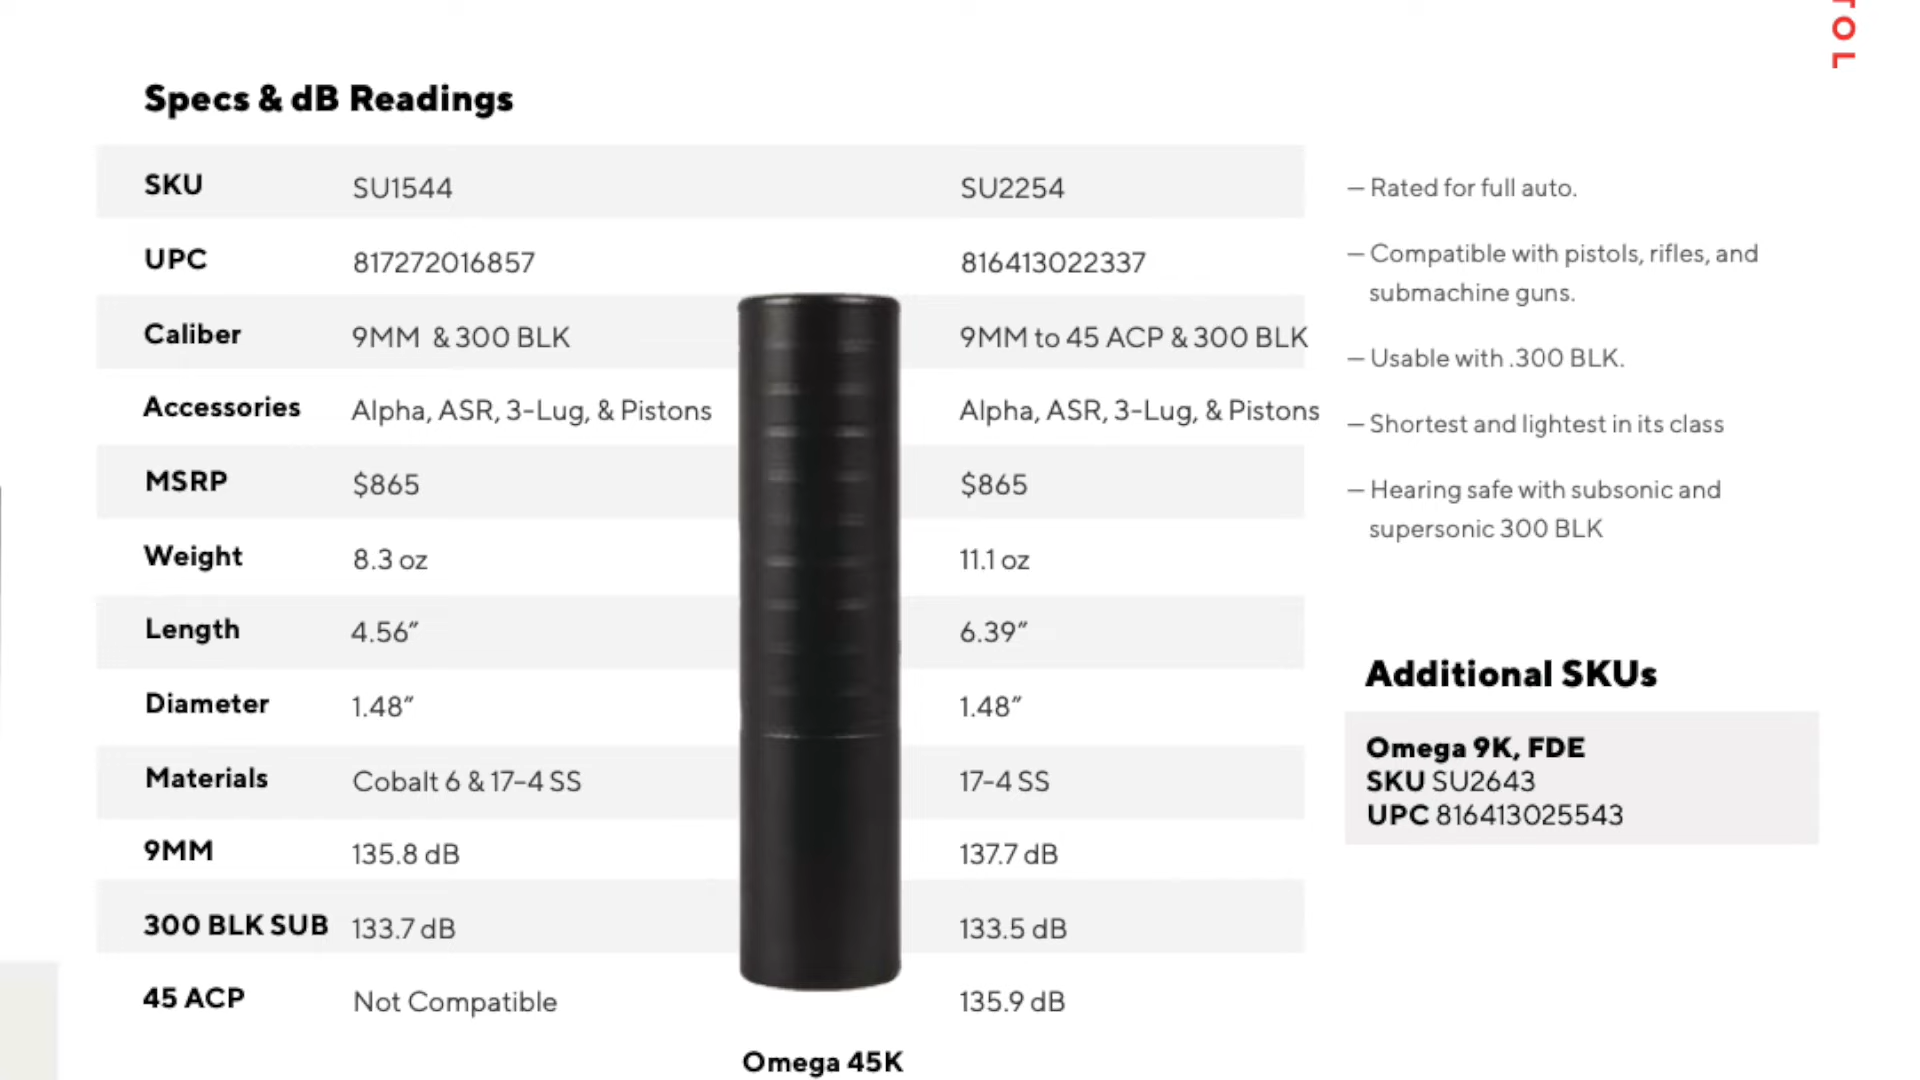 TOL
Specs & dB Readings
SKU SU1544 SU2254
UPC 817272016857 816413022337
Caliber 9MM & 300 BLK 9MM to 45 ACP & 300 BLK
Accessories Alpha, ASR, 3-Lug, & Pistons Alpha, ASR, 3-Lug, & Pistons
MSRP $865 $865
Weight 8.3 oz 11.1 oz
Length 4.56” 6.39”
Diameter 1.48” 1.48”
Materials Cobalt 6 & 17-4 SS 17-4 SS
9MM 135.8 dB 137.7 dB
300 BLK SUB 133.7 dB 133.5 dB
45 ACP Not Compatible 135.9 dB
Omega 45K
— Rated for full auto.
— Compatible with pistols, rifles, and
submachine guns.
— Usable with .300 BLK.
— Shortest and lightest in its class
— Hearing safe with subsonic and
supersonic 300 BLK
Additional SKUs
Omega 9K, FDE
SKU SU2643
UPC 816413025543